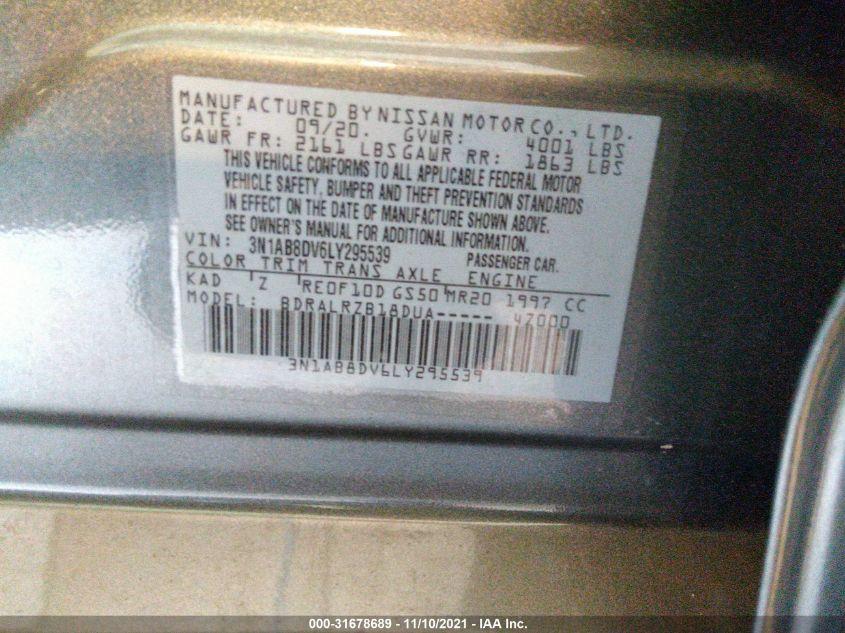 MANUFACTURED BY NISSAN MOTOR CO., LTD.
DATE: 09/20. GVWR: 4001 LBS
GAWR FR: 2161 LBS GAWR RR: 1863 LBS
THIS VEHICLE CONFORMS TO ALL APPLICABLE FEDERAL MOTOR
VEHICLE SAFETY, BUMPER AND THEFT PREVENTION STANDARDS
IN EFFECT ON THE DATE OF MANUFACTURE SHOWN ABOVE.
SEE OWNER'S MANUAL FOR ADDITIONAL INFORMATION.
VIN: 3N1AB8DV6LY295539 PASSENGER CAR.
COLOR TRIM TRANS AXLE ENGINE
KAD 'Z RE0F10D GS50 MR20 1997 CC
MODEL: BDRALRZB18DUA----- 47000
3N1AB8DV6LY295539
000-31678689 - 11/10/2021 - IAA Inc.